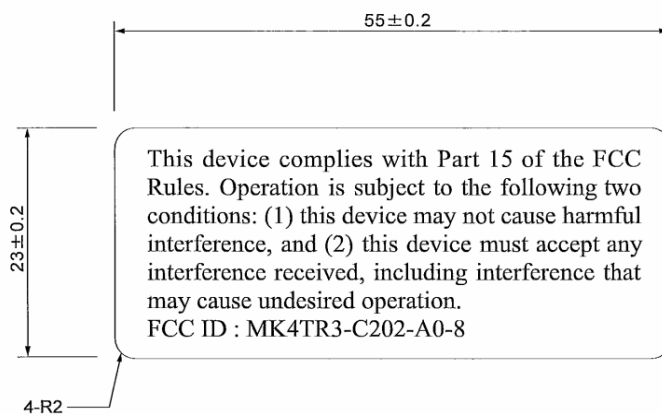 55±0.2
23±0.2
This device complies with Part 15 of the FCC
Rules. Operation is subject to the following two
conditions: (1) this device may not cause harmful
interference, and (2) this device must accept any
interference received, including interference that
may cause undesired operation.
FCC ID : MK4TR3-C202-A0-8
4-R2